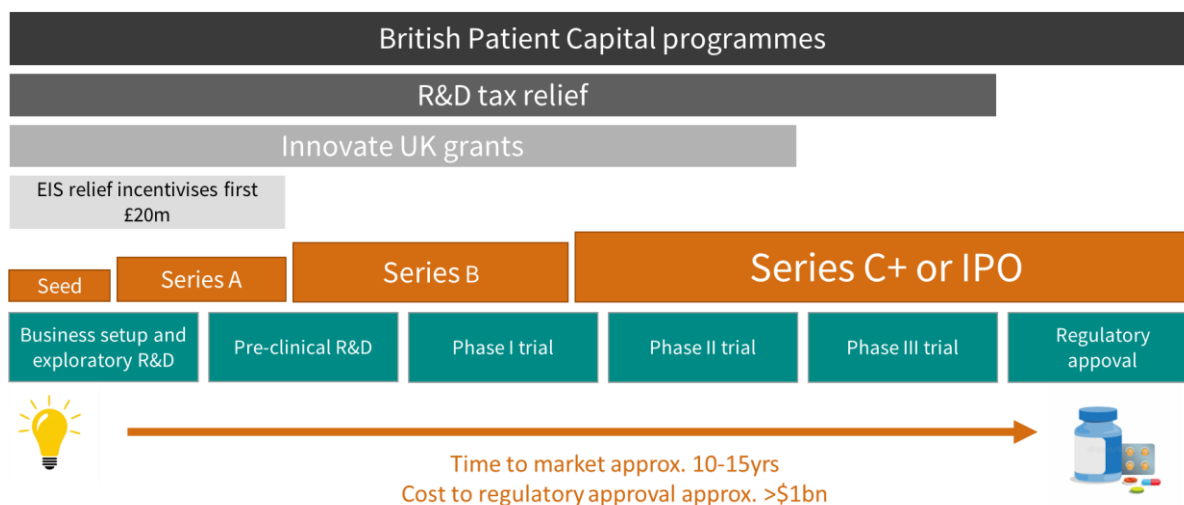 British Patient Capital programmes
R&D tax relief
Innovate UK grants
EIS relief incentivises first
£20m
Seed
Series A
Series B
Series C+ or IPO
Business setup and
exploratory R&D
Pre-clinical R&D
Phase I trial
Phase II trial
Phase III trial
Regulatory
appoval
Time to market approx. 10-15yrs
Cost to regulatory approval approx. >$1bn